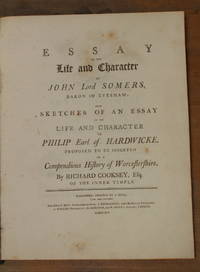 ESSAY
ON THE
Life and Character
OF
JOHN Lord SOMERS,
BARON OF EVESHAM:
ALSO
SKETCHES OF AN ESSAY
ON THE
LIFE AND CHARACTER
OF
PHILIP Earl of HARDWICKE,
PROPOSED TO BE INSERTED
IN A
Compendious History of Worcestershire,
By RICHARD COOKSEY, Esq.
OF THE INNER TEMPLE.